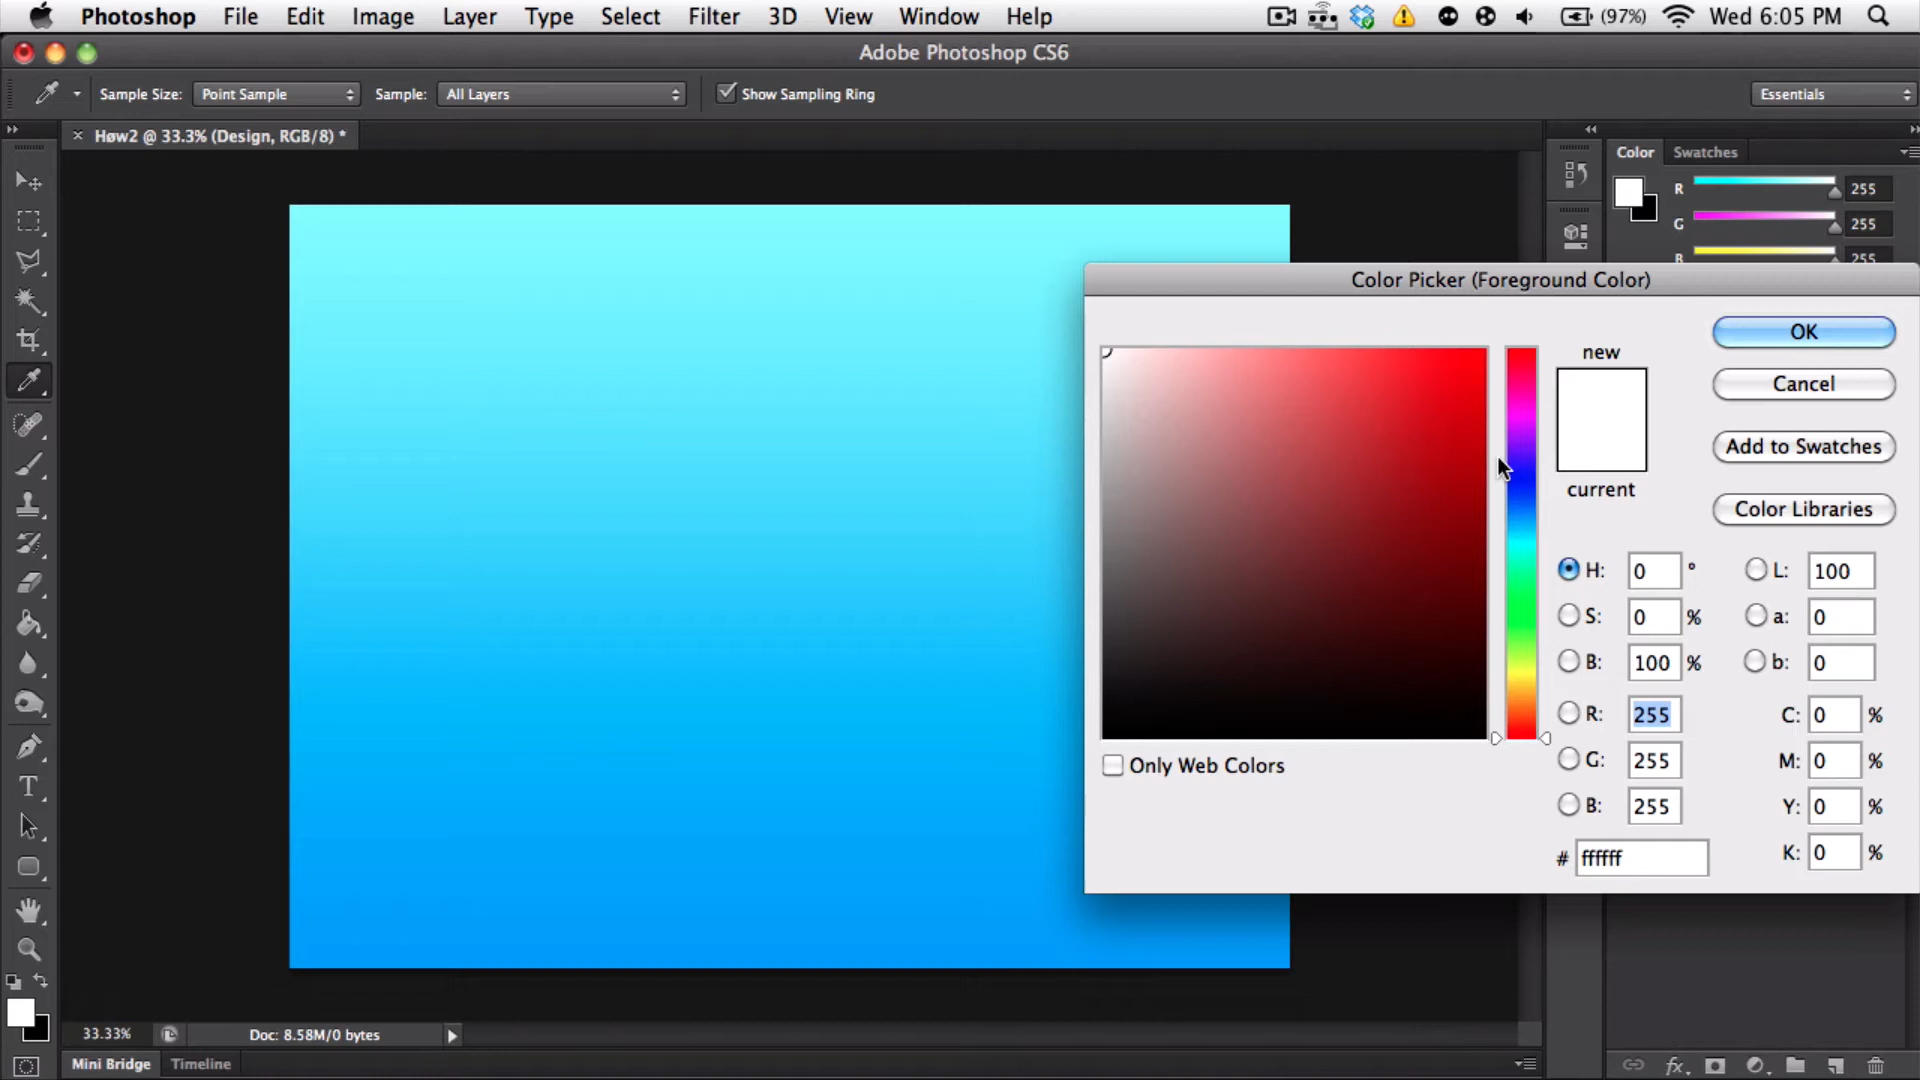 Photoshop File Edit Image Layer Type Select Filter 3D View Window Help (97%) Wed 6:05 PM
Adobe Photoshop CS6
Sample Size: Point Sample Sample: All Layers Show Sampling Ring Essentials
Høw2 @ 33.3% (Design, RGB/8) *
Color Swatches
R 255
G 255
B 255
Color Picker (Foreground Color)
OK
new
Cancel
Add to Swatches
current
Color Libraries
H: 0 ° L: 100
S: 0 % a: 0
B: 100 % b: 0
R: 255 C: 0 %
Only Web Colors
G: 255 M: 0 %
B: 255 Y: 0 %
# ffffff K: 0 %
33.33% Doc: 8.58M/0 bytes
Mini Bridge Timeline
fx